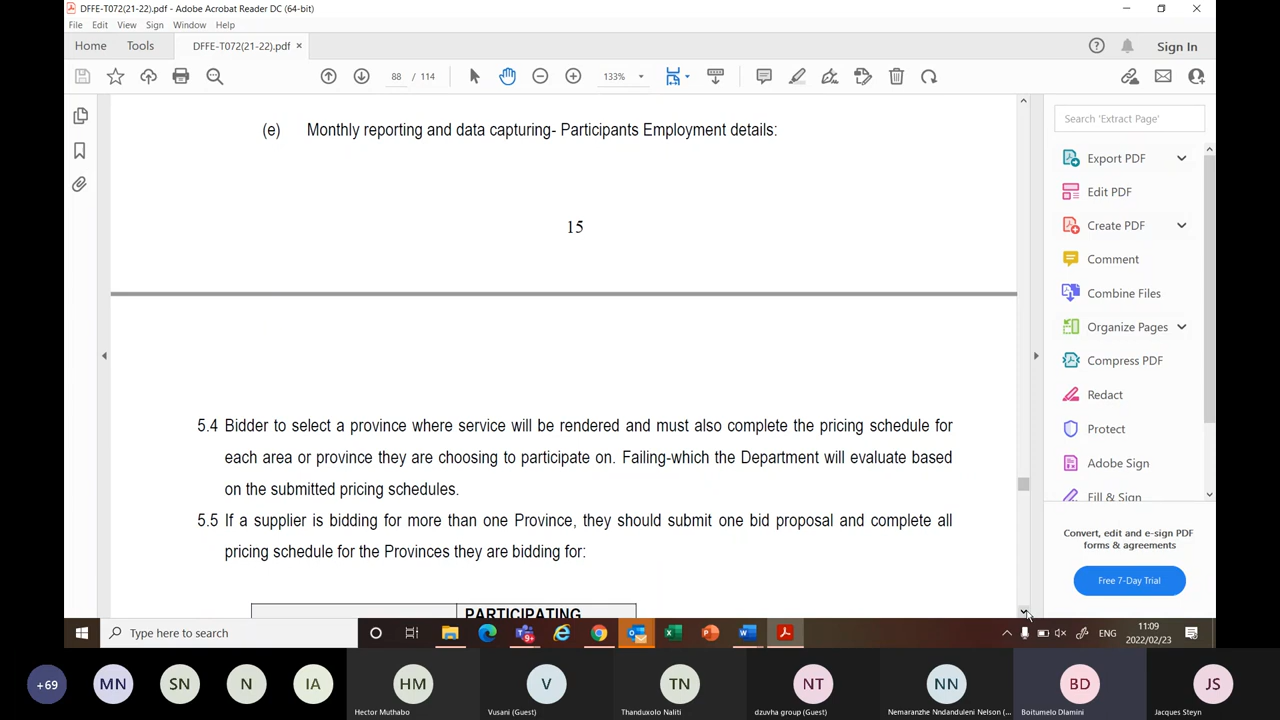 DFFE-T072(21-22).pdf - Adobe Acrobat Reader DC (64-bit)
File Edit View Sign Window Help
Home Tools DFFE-T072(21-22).pdf × Sign In
88 / 114 133%
(e) Monthly reporting and data capturing- Participants Employment details:
15
5.4 Bidder to select a province where service will be rendered and must also complete the pricing schedule for
each area or province they are choosing to participate on. Failing-which the Department will evaluate based
on the submitted pricing schedules.
5.5 If a supplier is bidding for more than one Province, they should submit one bid proposal and complete all
pricing schedule for the Provinces they are bidding for:
PARTICIPATING
Search 'Extract Page'
Export PDF
Edit PDF
Create PDF
Comment
Combine Files
Organize Pages
Compress PDF
Redact
Protect
Adobe Sign
Fill & Sign
Convert, edit and e-sign PDF
forms & agreements
Free 7-Day Trial
Type here to search
9+
ENG
11:09
2022/02/23
+69 MN SN N IA HM V TN NT NN BD JS
Hector Muthabo Vusani (Guest) Thanduxolo Naliti dzuvha group (Guest) Nemaranzhe Nndanduleni Nelson (... Boitumelo Dlamini Jacques Steyn